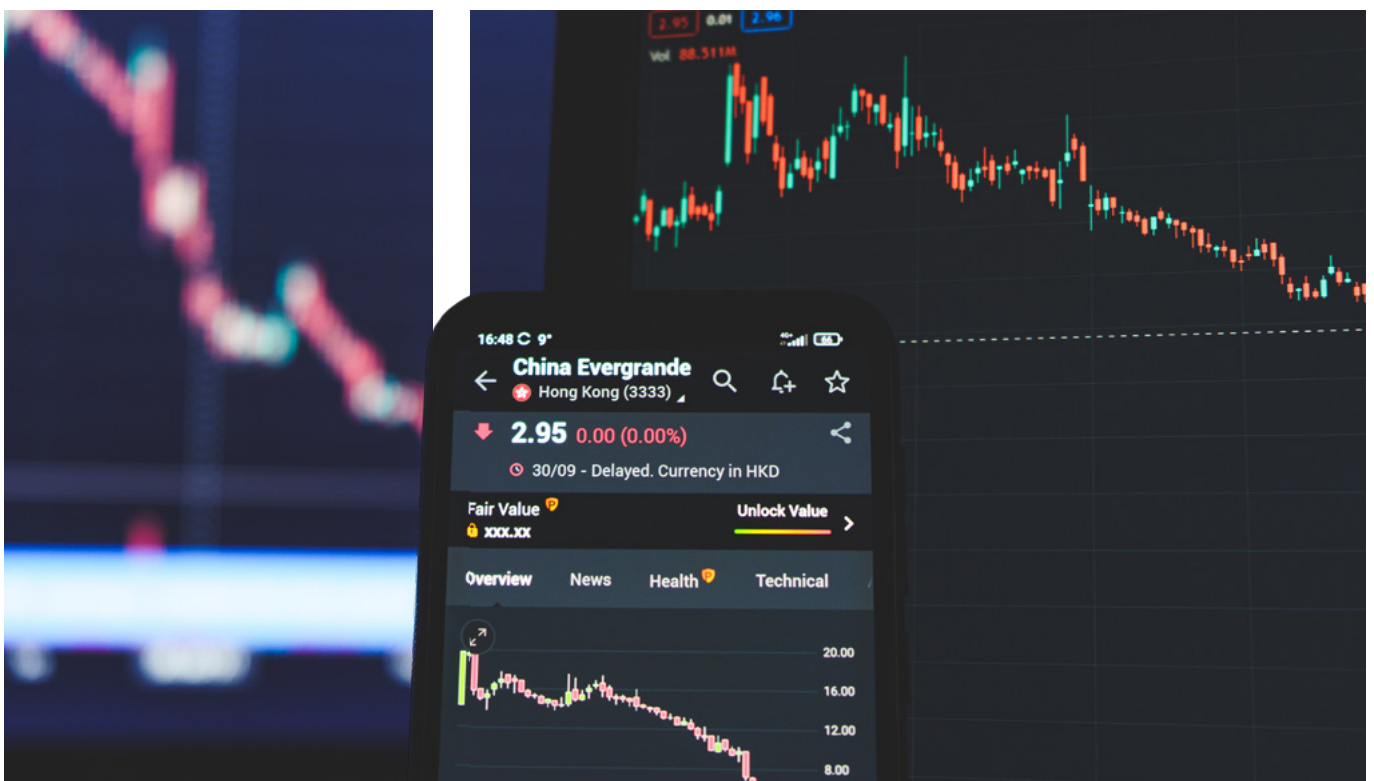 2.95 0.01 2.96
Vol 88.511M
16:48 9°
4G+ 66
China Evergrande
Hong Kong (3333)
2.95 0.00 (0.00%)
30/09 - Delayed. Currency in HKD
Fair Value P Unlock Value
xxx.xx
Overview News Health P Technical
20.00
16.00
12.00
8.00